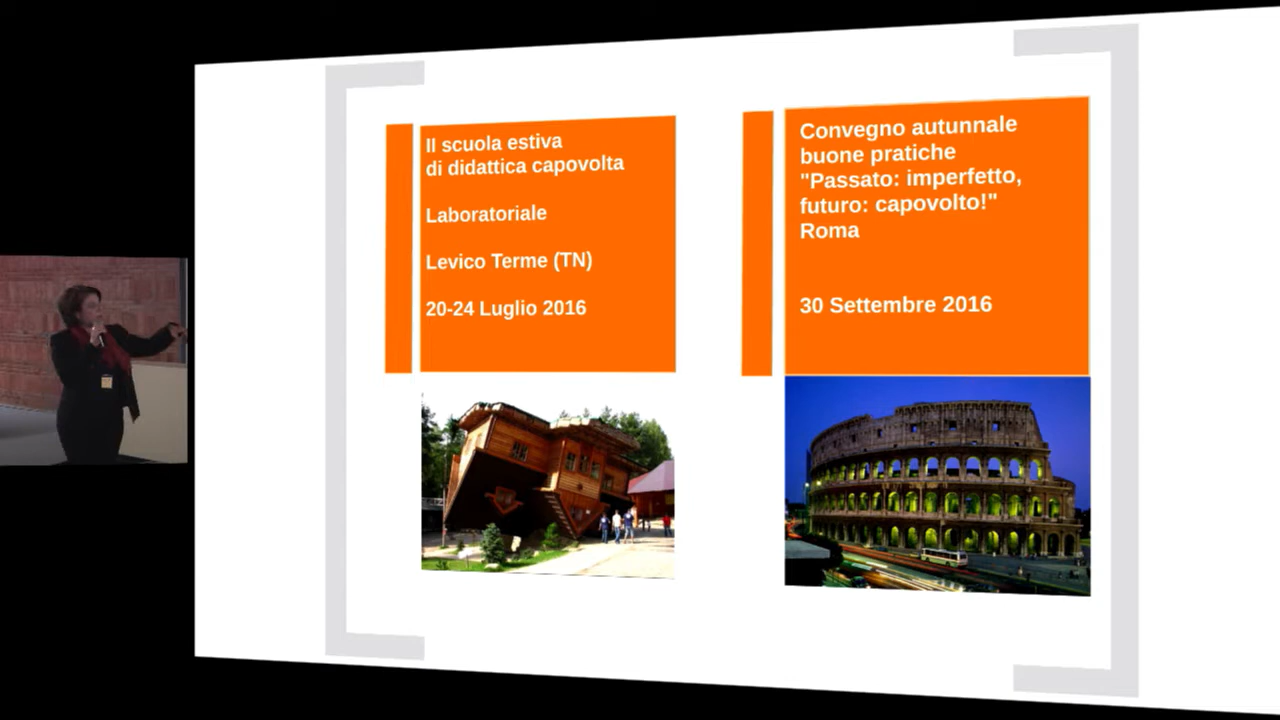 II scuola estiva
di didattica capovolta
Laboratoriale
Levico Terme (TN)
20-24 Luglio 2016
Convegno autunnale
buone pratiche
"Passato: imperfetto,
futuro: capovolto!"
Roma
30 Settembre 2016